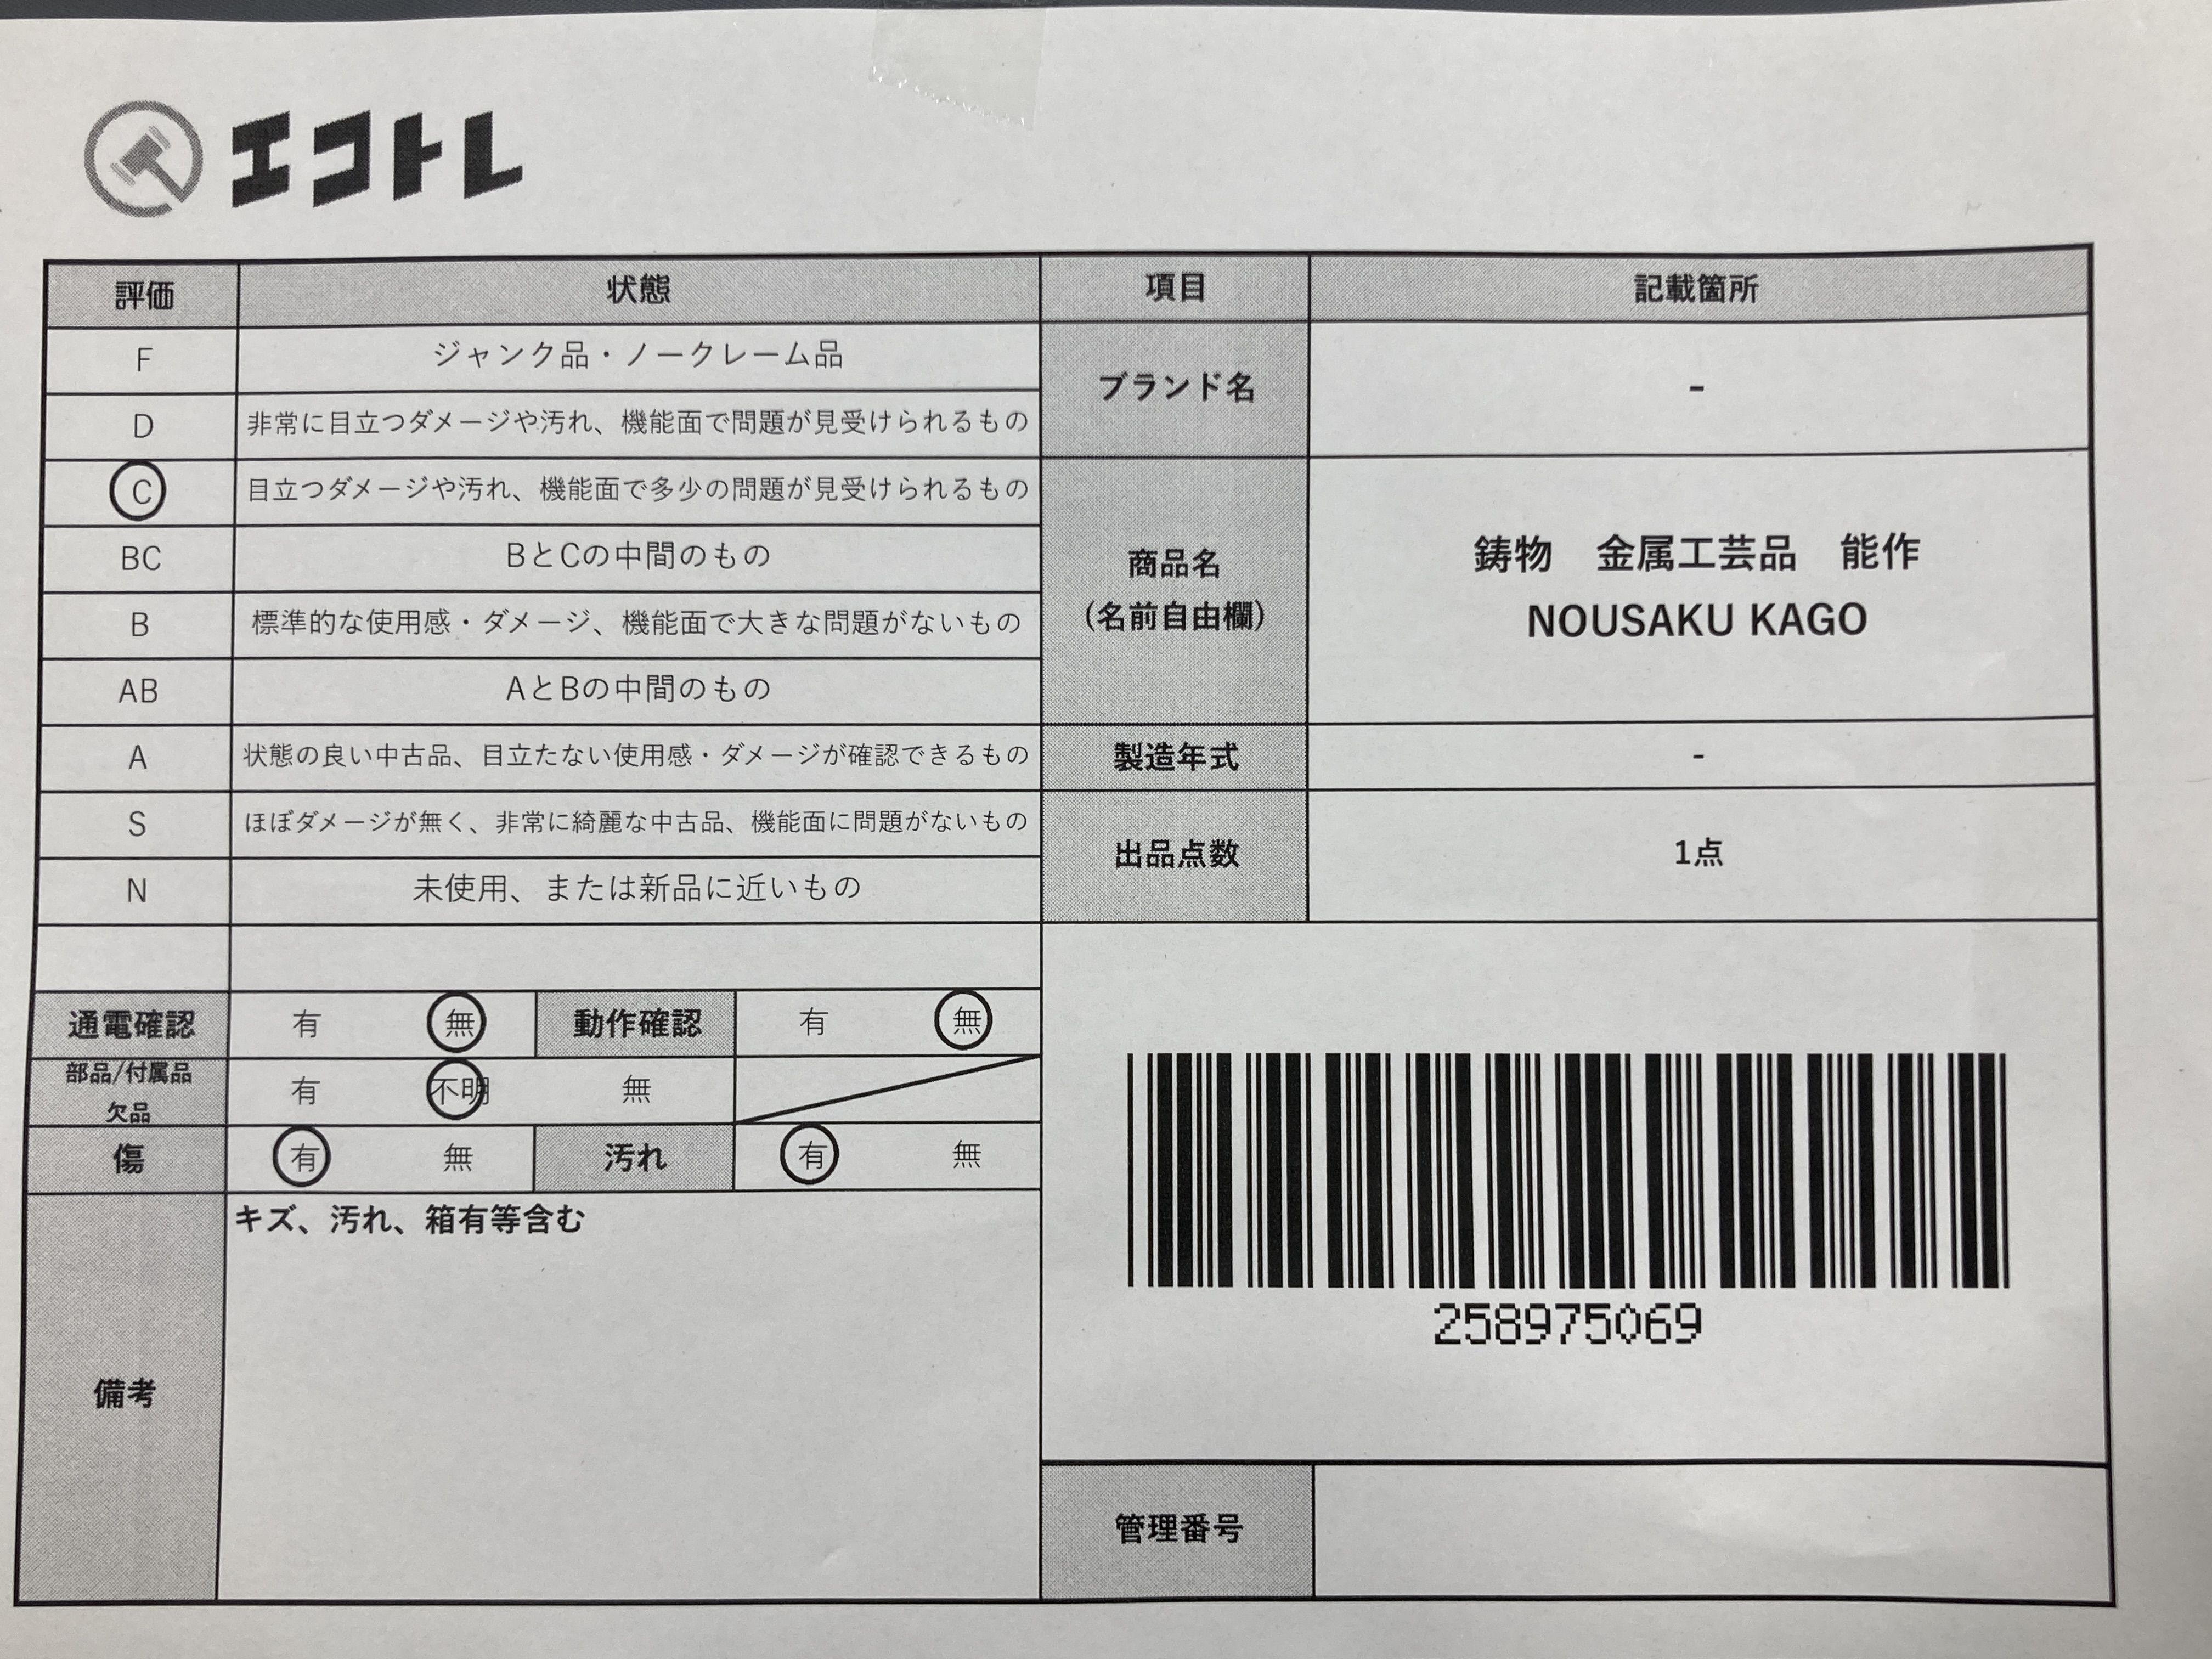 エコトレ
評価 状態 項目 記載箇所
F ジャンク品・ノークレーム品
D 非常に目立つダメージや汚れ、機能面で問題が見受けられるもの
C 目立つダメージや汚れ、機能面で多少の問題が見受けられるもの
BC BとCの中間のもの
B 標準的な使用感・ダメージ、機能面で大きな問題がないもの
AB AとBの中間のもの
A 状態の良い中古品、目立たない使用感・ダメージが確認できるもの
S ほぼダメージが無く、非常に綺麗な中古品、機能面に問題がないもの
N 未使用、または新品に近いもの
ブランド名 -
商品名
(名前自由欄)
鋳物 金属工芸品 能作
NOUSAKU KAGO
製造年式 -
出品点数 1点
通電確認 有 無 動作確認 有 無
部品/付属品
欠品
有 不明 無
傷 有 無 汚れ 有 無
備考
キズ、汚れ、箱有等含む
258975069
管理番号